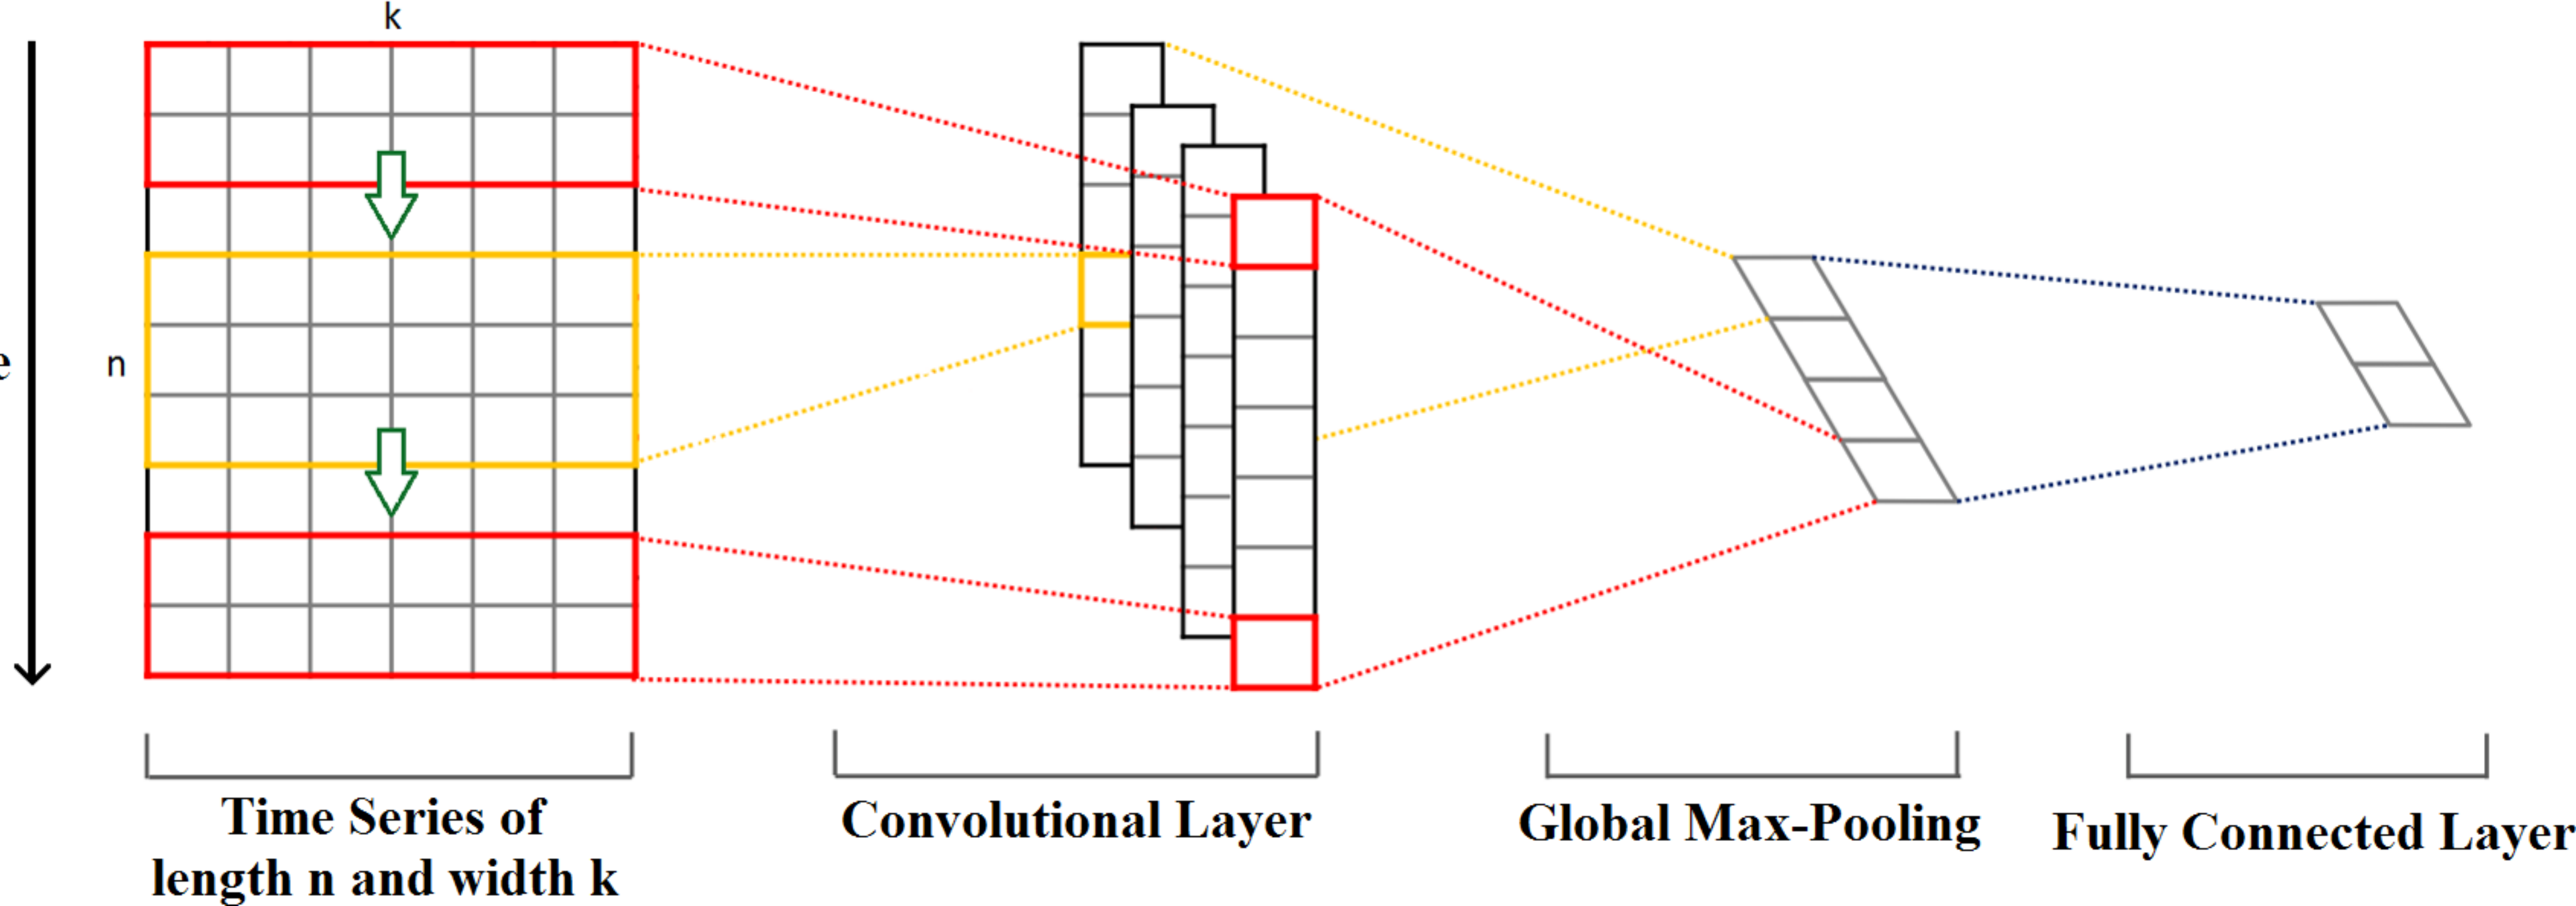 k
n
Time Series of
length n and width k
Convolutional Layer
Global Max-Pooling
Fully Connected Layer